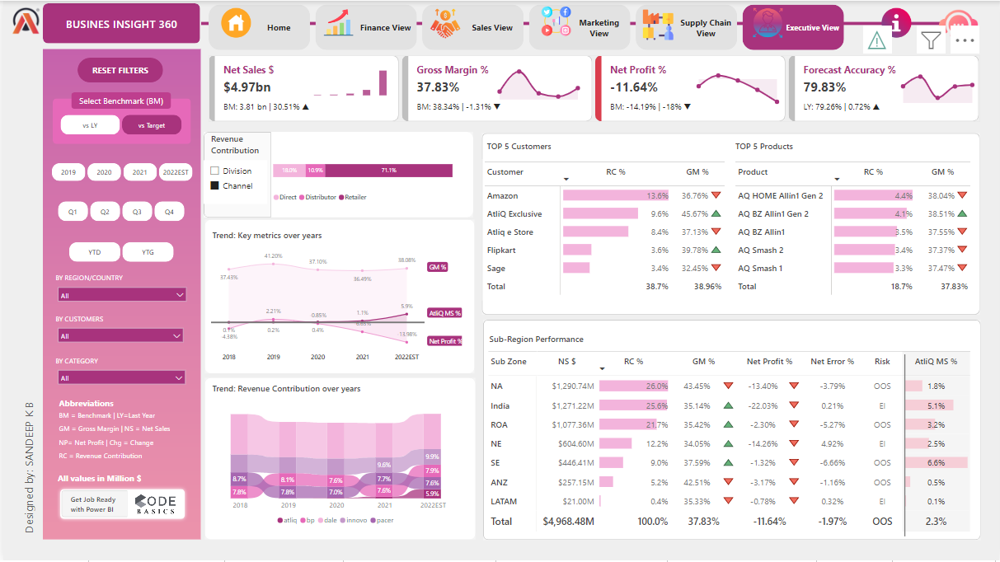 BUSINES INSIGHT 360
Home
Finance View
Sales View
Marketing
View
Supply Chain
View
Executive View
RESET FILTERS
Select Benchmark (BM)
vs LY
vs Target
2019
2020
2021
2022EST
Q1
Q2
Q3
Q4
YTD
YTG
BY REGION/COUNTRY
All
BY CUSTOMERS
All
BY CATEGORY
All
Abbreviations
BM = Benchmark | LY=Last Year
GM = Gross Margin | NS = Net Sales
NP= Net Profit | Chg = Change
RC = Revenue Contribution
All values in Million $
Get Job Ready
with Power BI
CODE
BASICS
Designed by: SANDEEP K B
Net Sales $
$4.97bn
BM: 3.81 bn | 30.51% ▲
Gross Margin %
37.83%
BM: 38.34% | -1.31% ▼
Net Profit %
-11.64%
BM: -14.19% | -18% ▼
Forecast Accuracy %
79.83%
LY: 79.26% | 0.72% ▲
Revenue
Contribution
Division
Channel
18.0% 10.9% 71.1%
Direct Distributor Retailer
Trend: Key metrics over years
37.43% 41.20% 37.10% 36.49% 38.08%
GM %
2.21% 0.85% 1.1% 5.9%
AtliQ MS %
4.38% 0.2% 0.4% -13.98%
Net Profit %
2018 2019 2020 2021 2022EST
Trend: Revenue Contribution over years
9.6% 9.9%
8.7% 8.1% 7.6% 7.7% 7.9%
7.8% 7.8% 7.0% 7.6% 7.6%
5.9%
2018 2019 2020 2021 2022EST
atliq bp dale innovo pacer
TOP 5 Customers
Customer RC % GM %
Amazon 13.6% 36.76%
AtliQ Exclusive 9.6% 45.67%
Atliq e Store 8.4% 37.13%
Flipkart 3.6% 39.78%
Sage 3.4% 32.45%
Total 38.7% 38.96%
TOP 5 Products
Product RC % GM %
AQ HOME Allin1 Gen 2 4.4% 38.04%
AQ BZ Allin1 Gen 2 4.1% 38.51%
AQ BZ Allin1 3.5% 37.55%
AQ Smash 2 3.4% 37.37%
AQ Smash 1 3.3% 37.47%
Total 18.7% 37.83%
Sub-Region Performance
Sub Zone NS $ RC % GM % Net Profit % Net Error % Risk AtliQ MS %
NA $1,290.74M 26.0% 43.45% -13.40% -3.79% OOS 1.8%
India $1,271.22M 25.6% 35.14% -22.03% 0.21% EI 5.1%
ROA $1,077.36M 21.7% 35.42% -2.30% -5.27% OOS 3.2%
NE $604.60M 12.2% 34.05% -14.26% 4.92% EI 2.5%
SE $446.41M 9.0% 37.59% -1.32% -6.66% OOS 6.6%
ANZ $257.15M 5.2% 42.51% -3.17% -1.16% OOS 0.5%
LATAM $21.00M 0.4% 35.33% -0.78% 0.32% EI 0.1%
Total $4,968.48M 100.0% 37.83% -11.64% -1.97% OOS 2.3%